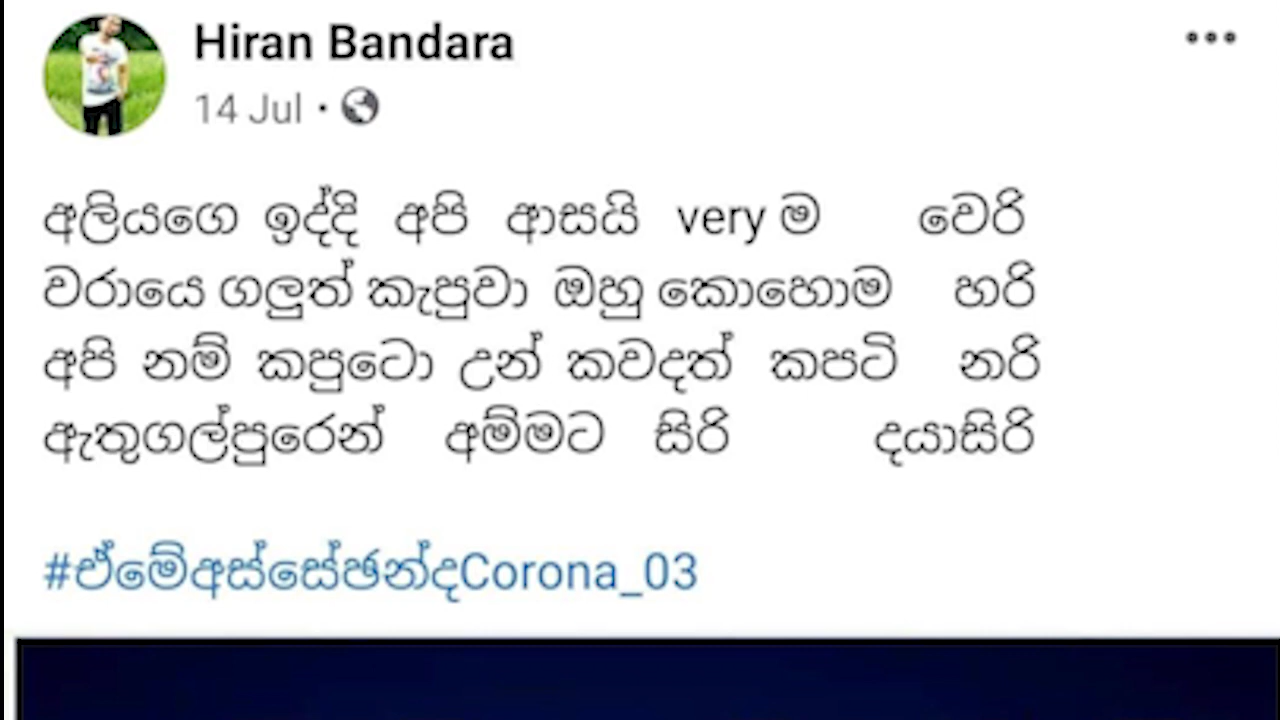 Hiran Bandara
14 Jul •
අලියගෙ ඉද්දි අපි ආසයි very ම වෙරි
වරායෙ ගලුත් කැපුවා ඔහු කොහොම හරි
අපි නම් කපුටො උන් කවදත් කපටි නරි
ඇතුගල්පුරෙන් අම්මට සිරි දයාසිරි
#ඒමේඅස්සේඡන්දCorona_03